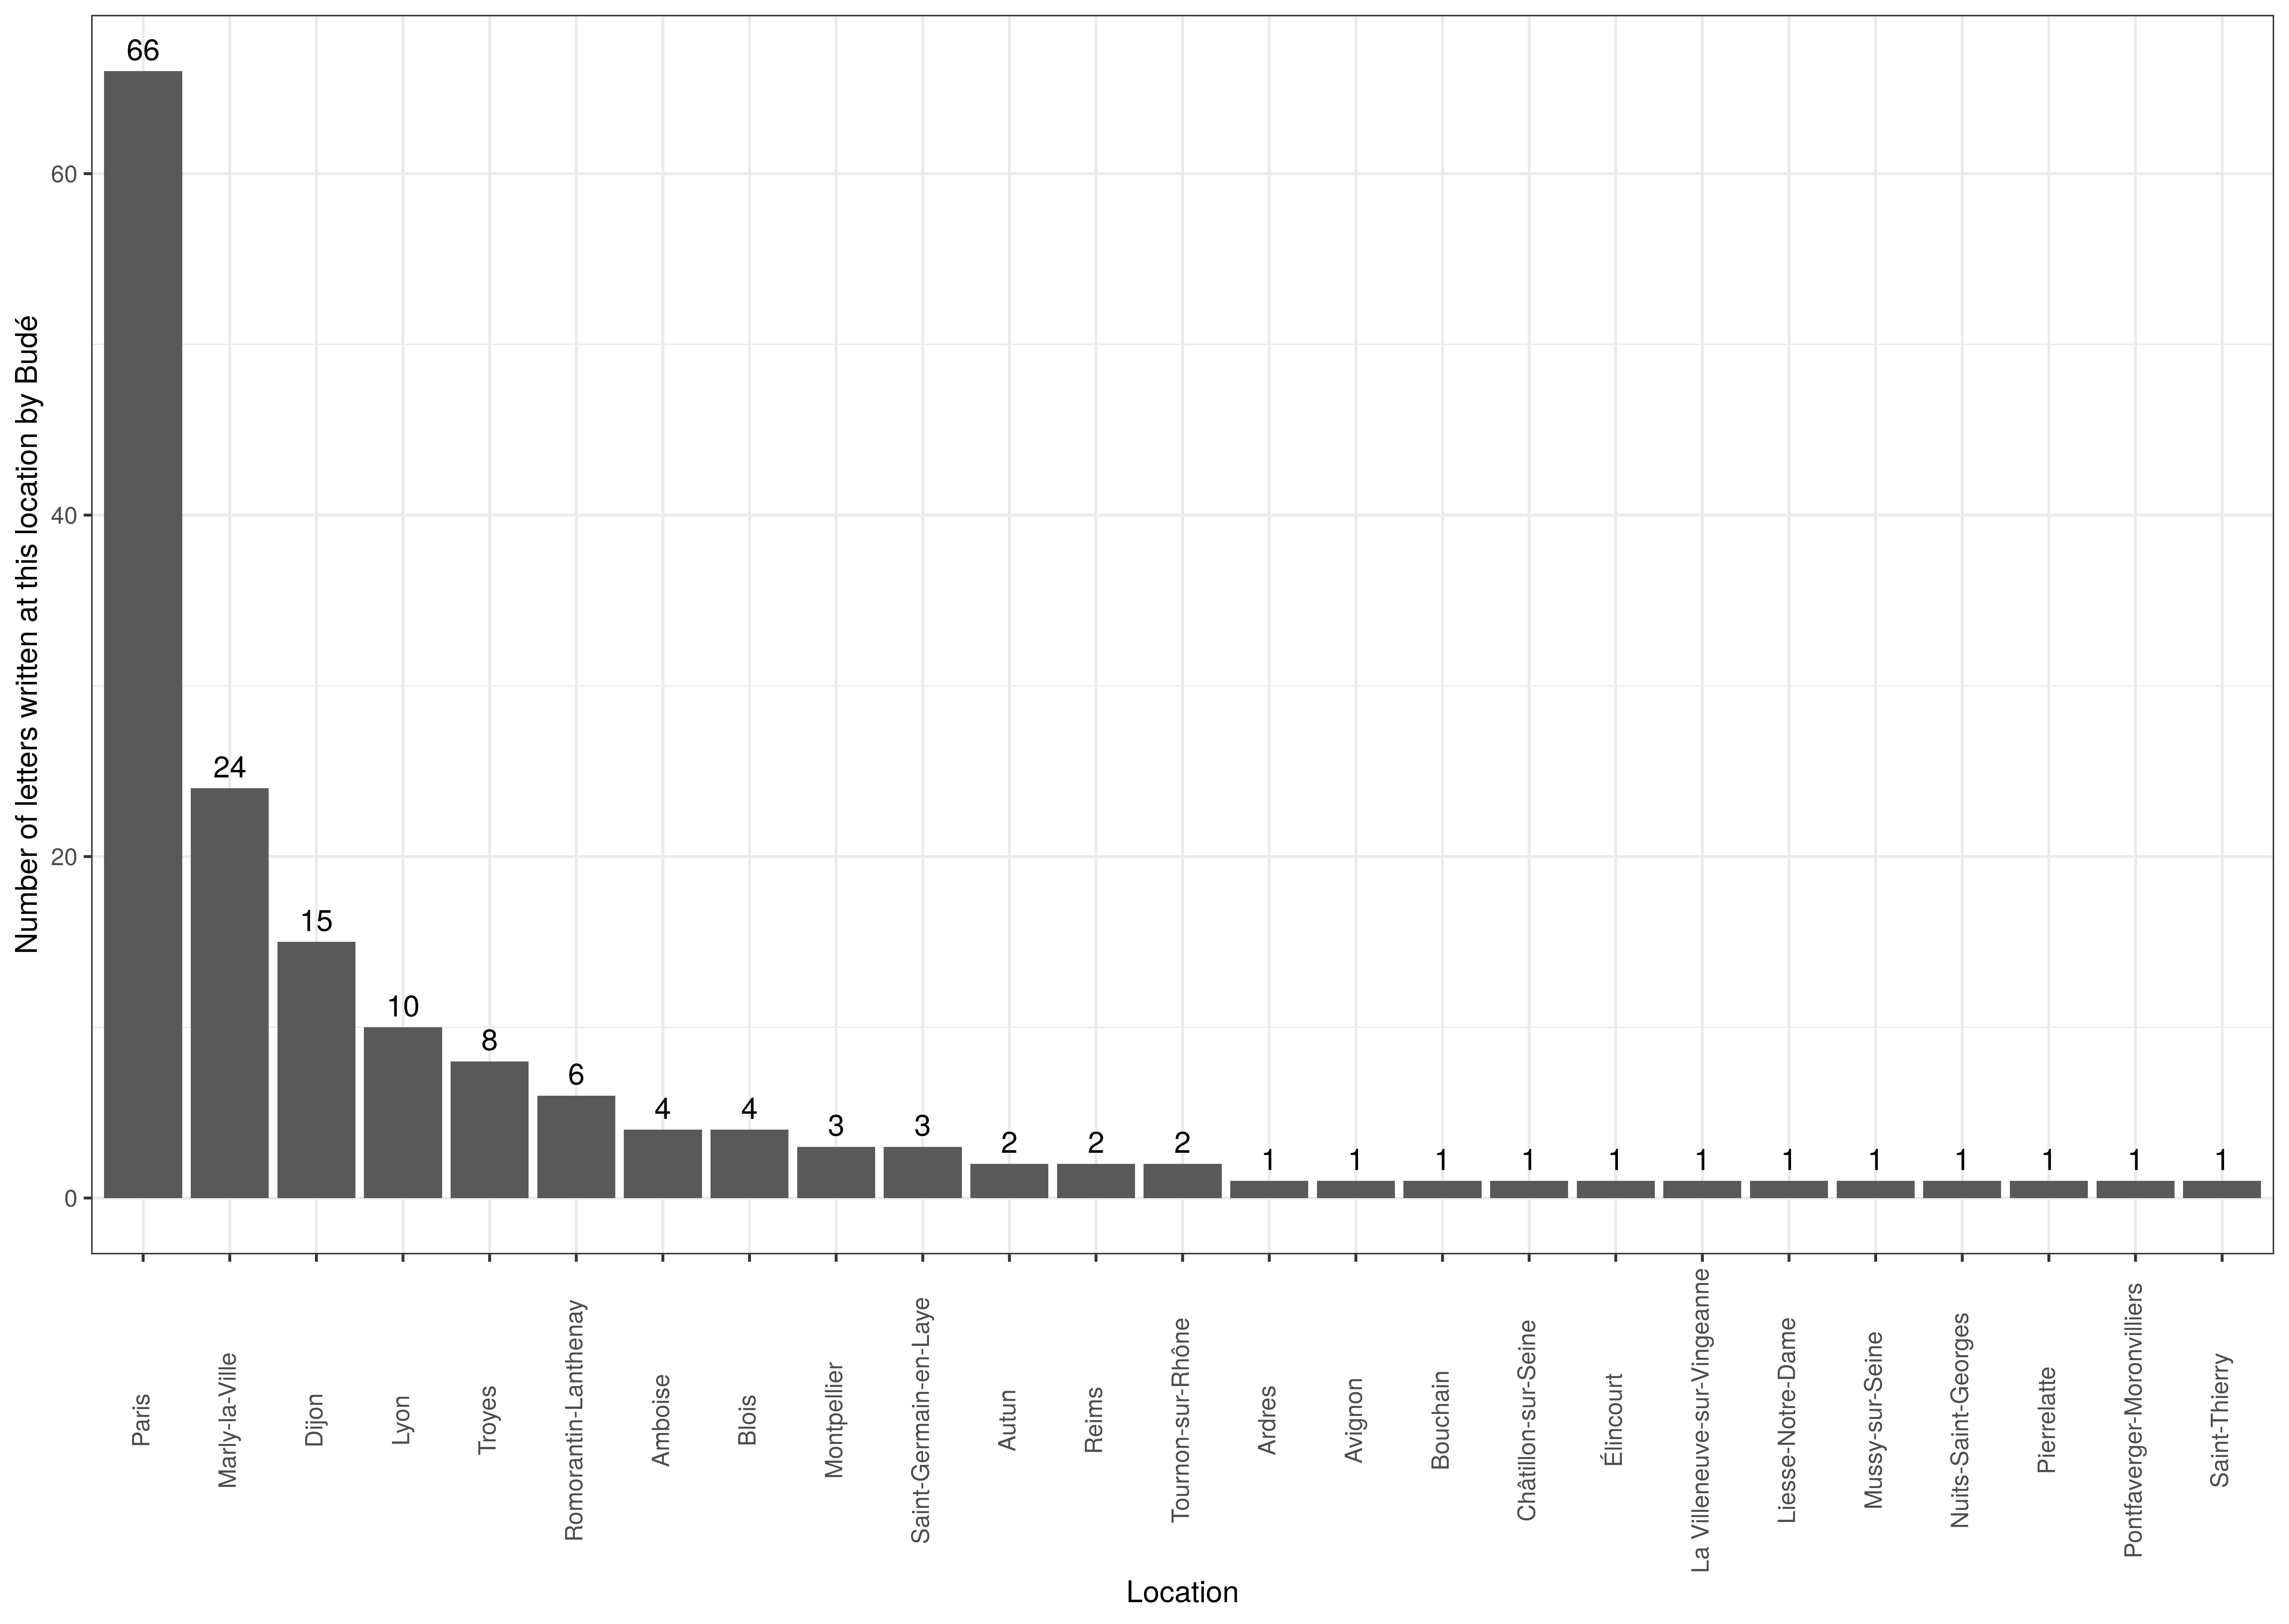 Number of letters written at this location by Budé
60
40
20
0
66
24
15
10
8
6
4
4
3
3
2
2
2
1
1
1
1
1
1
1
1
1
1
1
1
Paris
Marly-la-Ville
Dijon
Lyon
Troyes
Romorantin-Lanthenay
Amboise
Blois
Montpellier
Saint-Germain-en-Laye
Autun
Reims
Tournon-sur-Rhône
Ardres
Avignon
Bouchain
Châtillon-sur-Seine
Élincourt
La Villeneuve-sur-Vingeanne
Liesse-Notre-Dame
Mussy-sur-Seine
Nuits-Saint-Georges
Pierrelatte
Pontfaverger-Moronvilliers
Saint-Thierry
Location